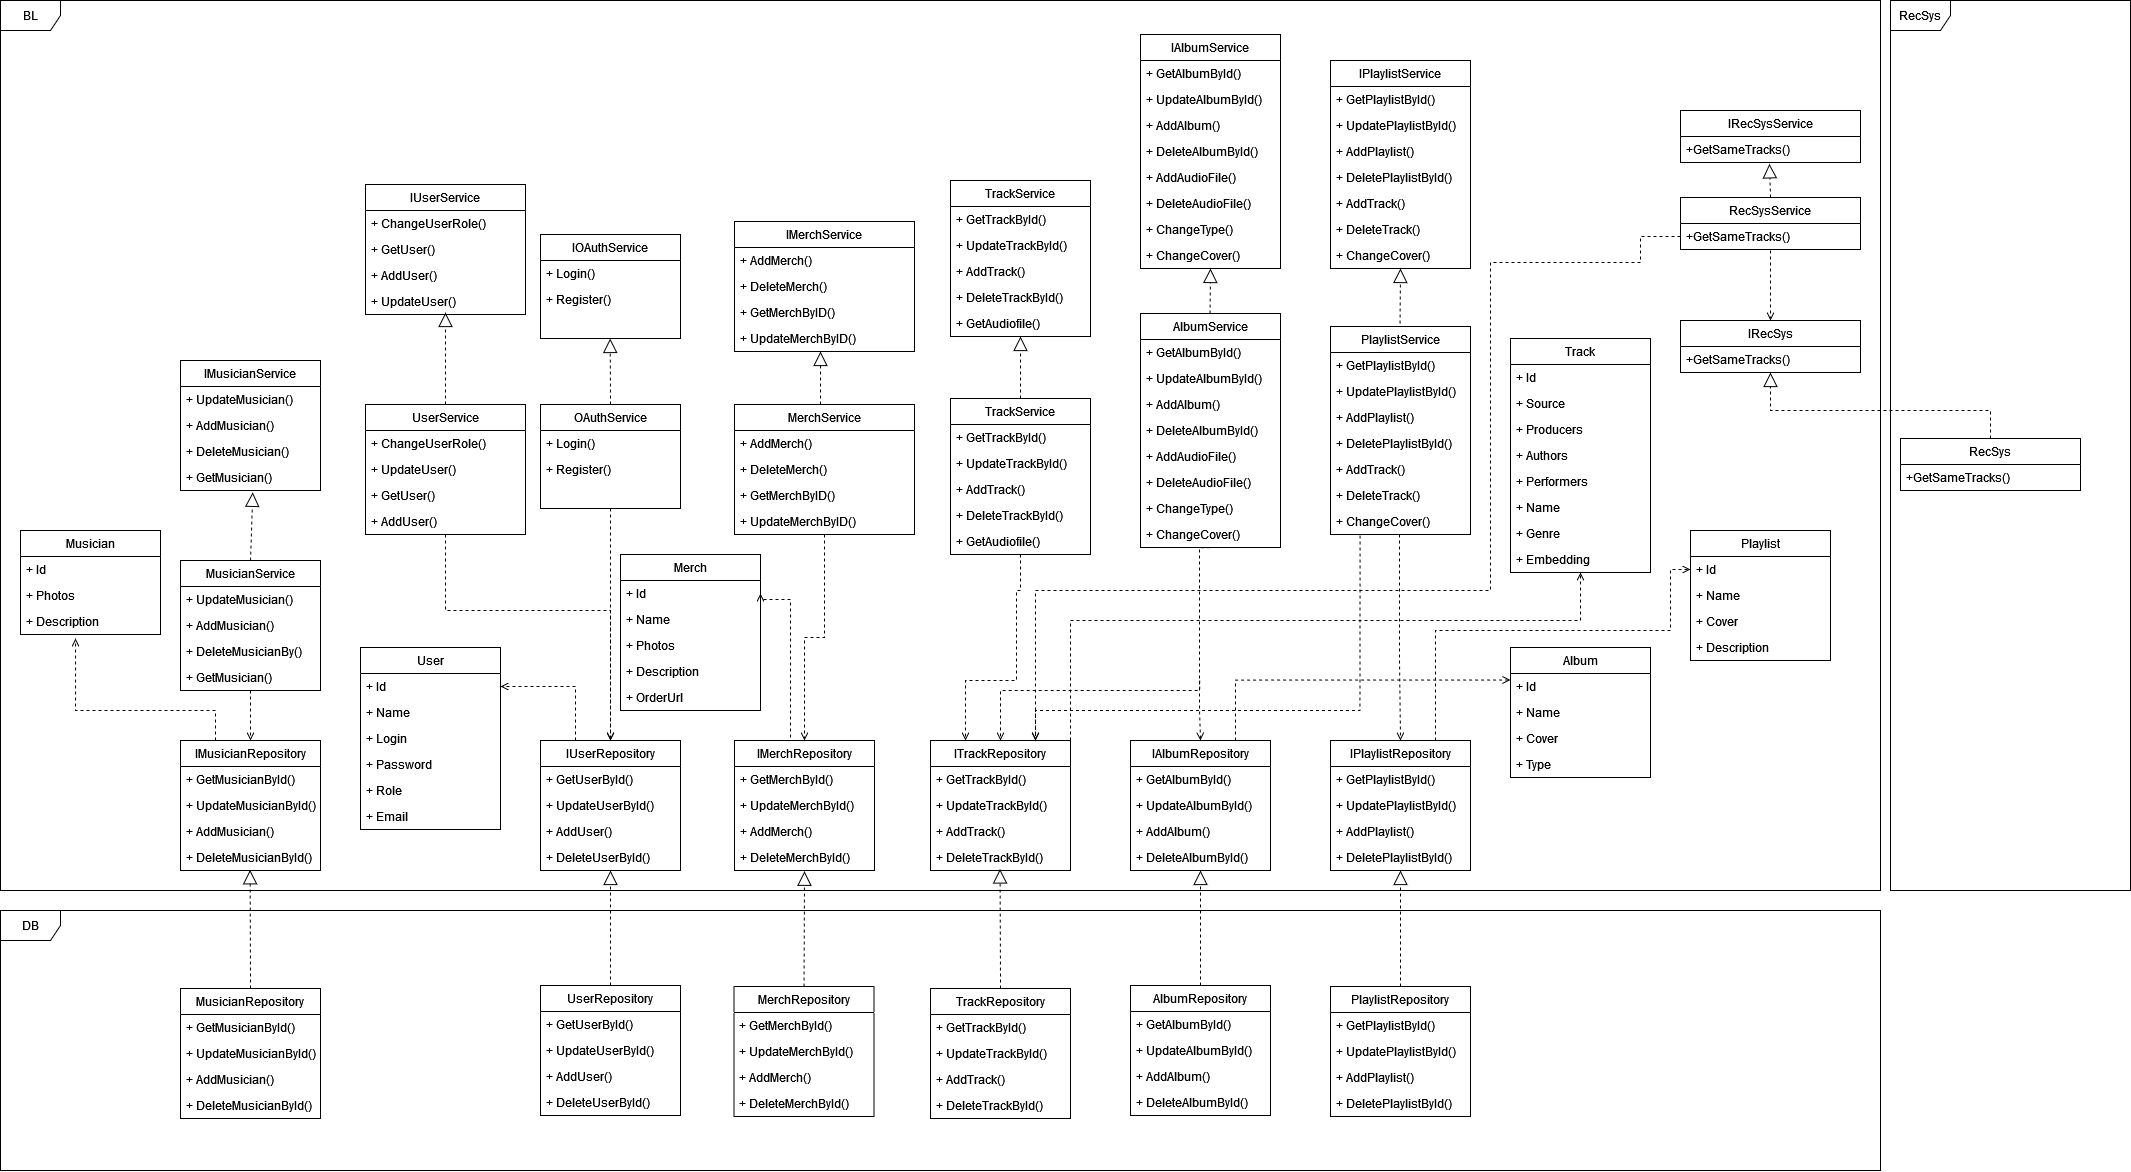 BL
RecSys
IAlbumService
+ GetAlbumById()
+ UpdateAlbumById()
+ AddAlbum()
+ DeleteAlbumById()
+ AddAudioFile()
+ DeleteAudioFile()
+ ChangeType()
+ ChangeCover()
IPlaylistService
+ GetPlaylistById()
+ UpdatePlaylistById()
+ AddPlaylist()
+ DeletePlaylistById()
+ AddTrack()
+ DeleteTrack()
+ ChangeCover()
IRecSysService
+GetSameTracks()
RecSysService
+GetSameTracks()
IUserService
+ ChangeUserRole()
+ GetUser()
+ AddUser()
+ UpdateUser()
IOAuthService
+ Login()
+ Register()
IMerchService
+ AddMerch()
+ DeleteMerch()
+ GetMerchByID()
+ UpdateMerchByID()
TrackService
+ GetTrackById()
+ UpdateTrackById()
+ AddTrack()
+ DeleteTrackById()
+ GetAudiofile()
AlbumService
+ GetAlbumById()
+ UpdateAlbumById()
+ AddAlbum()
+ DeleteAlbumById()
+ AddAudioFile()
+ DeleteAudioFile()
+ ChangeType()
+ ChangeCover()
PlaylistService
+ GetPlaylistById()
+ UpdatePlaylistById()
+ AddPlaylist()
+ DeletePlaylistById()
+ AddTrack()
+ DeleteTrack()
+ ChangeCover()
Track
+ Id
+ Source
+ Producers
+ Authors
+ Performers
+ Name
+ Genre
+ Embedding
IRecSys
+GetSameTracks()
RecSys
+GetSameTracks()
IMusicianService
+ UpdateMusician()
+ AddMusician()
+ DeleteMusician()
+ GetMusician()
UserService
+ ChangeUserRole()
+ UpdateUser()
+ GetUser()
+ AddUser()
OAuthService
+ Login()
+ Register()
MerchService
+ AddMerch()
+ DeleteMerch()
+ GetMerchByID()
+ UpdateMerchByID()
TrackService
+ GetTrackById()
+ UpdateTrackById()
+ AddTrack()
+ DeleteTrackById()
+ GetAudiofile()
Musician
+ Id
+ Photos
+ Description
MusicianService
+ UpdateMusician()
+ AddMusician()
+ DeleteMusicianBy()
+ GetMusician()
Merch
+ Id
+ Name
+ Photos
+ Description
+ OrderUrl
Playlist
+ Id
+ Name
+ Cover
+ Description
User
+ Id
+ Name
+ Login
+ Password
+ Role
+ Email
Album
+ Id
+ Name
+ Cover
+ Type
IMusicianRepository
+ GetMusicianById()
+ UpdateMusicianById()
+ AddMusician()
+ DeleteMusicianById()
IUserRepository
+ GetUserById()
+ UpdateUserById()
+ AddUser()
+ DeleteUserById()
IMerchRepository
+ GetMerchById()
+ UpdateMerchById()
+ AddMerch()
+ DeleteMerchById()
ITrackRepository
+ GetTrackById()
+ UpdateTrackById()
+ AddTrack()
+ DeleteTrackById()
IAlbumRepository
+ GetAlbumById()
+ UpdateAlbumById()
+ AddAlbum()
+ DeleteAlbumById()
IPlaylistRepository
+ GetPlaylistById()
+ UpdatePlaylistById()
+ AddPlaylist()
+ DeletePlaylistById()
DB
MusicianRepository
+ GetMusicianById()
+ UpdateMusicianById()
+ AddMusician()
+ DeleteMusicianById()
UserRepository
+ GetUserById()
+ UpdateUserById()
+ AddUser()
+ DeleteUserById()
MerchRepository
+ GetMerchById()
+ UpdateMerchById()
+ AddMerch()
+ DeleteMerchById()
TrackRepository
+ GetTrackById()
+ UpdateTrackById()
+ AddTrack()
+ DeleteTrackById()
AlbumRepository
+ GetAlbumById()
+ UpdateAlbumById()
+ AddAlbum()
+ DeleteAlbumById()
PlaylistRepository
+ GetPlaylistById()
+ UpdatePlaylistById()
+ AddPlaylist()
+ DeletePlaylistById()